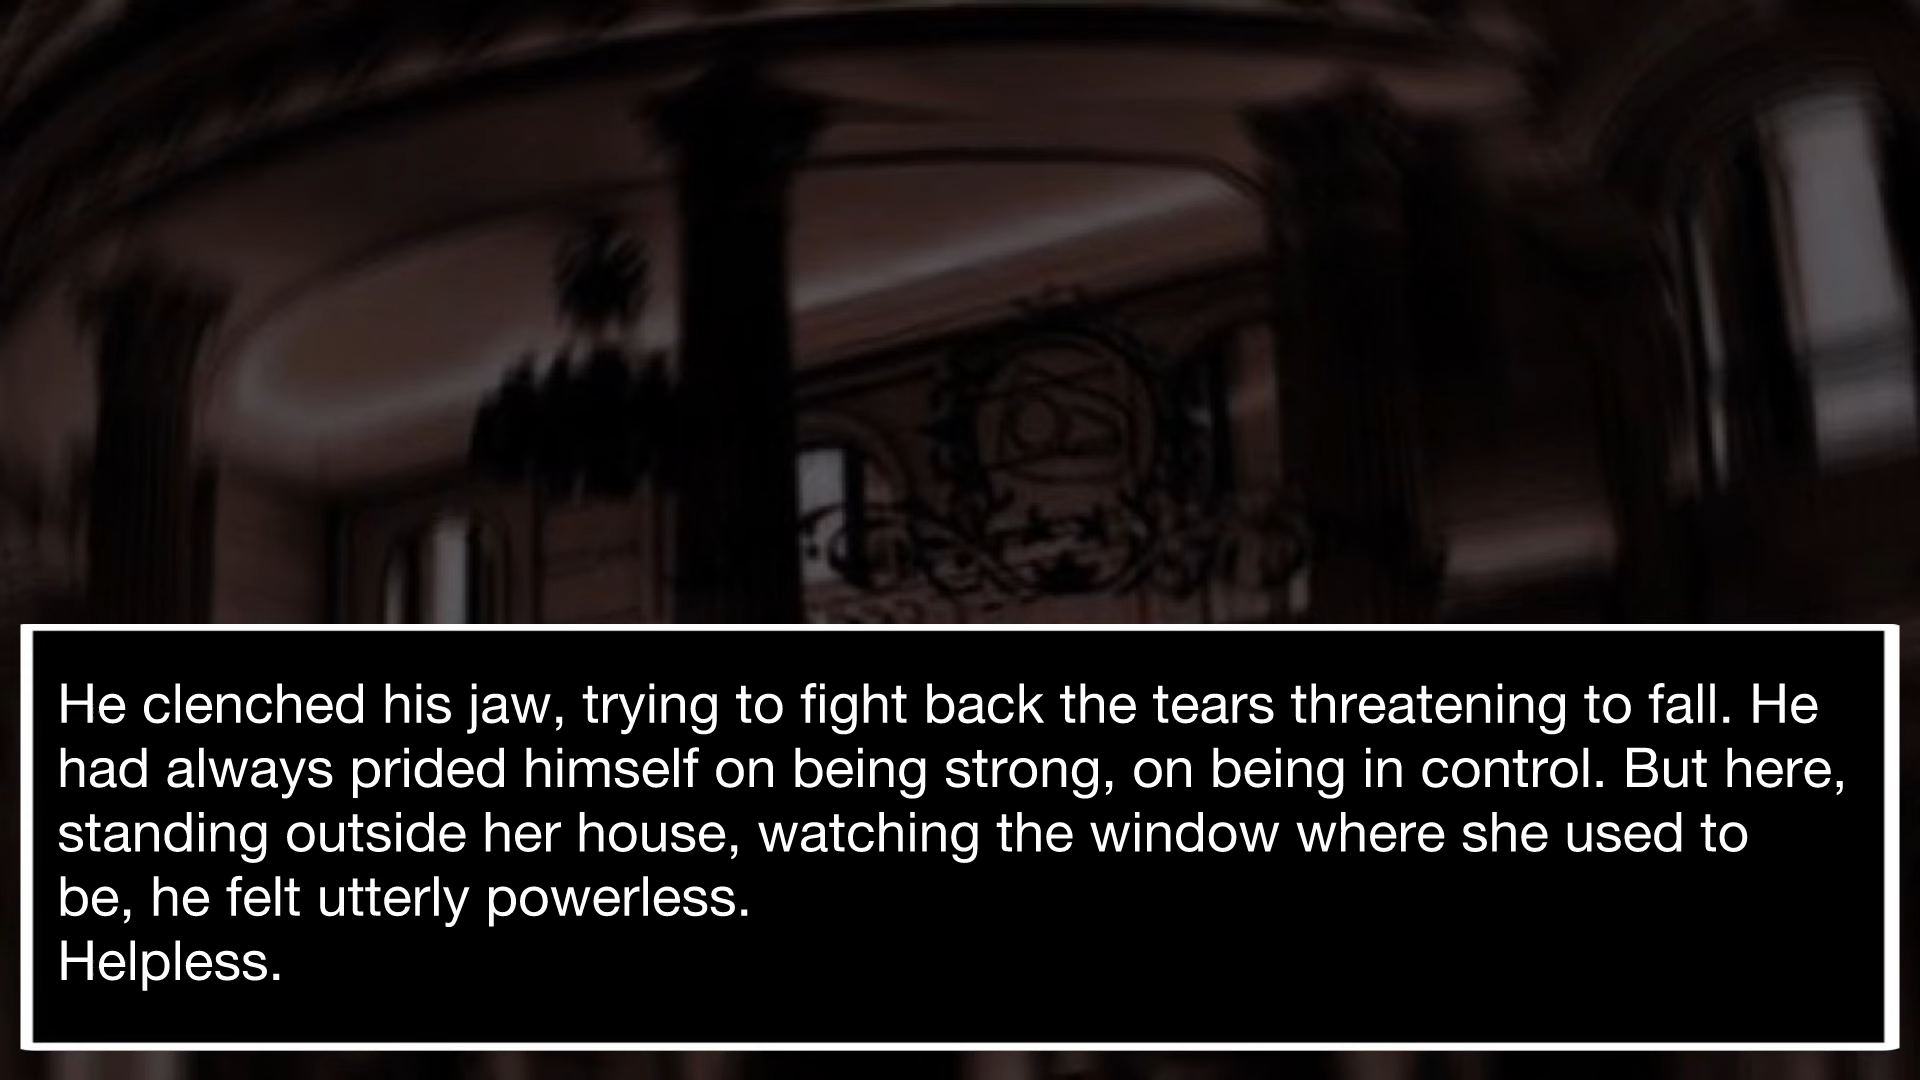 He clenched his jaw, trying to fight back the tears threatening to fall. He
had always prided himself on being strong, on being in control. But here,
standing outside her house, watching the window where she used to
be, he felt utterly powerless.
Helpless.